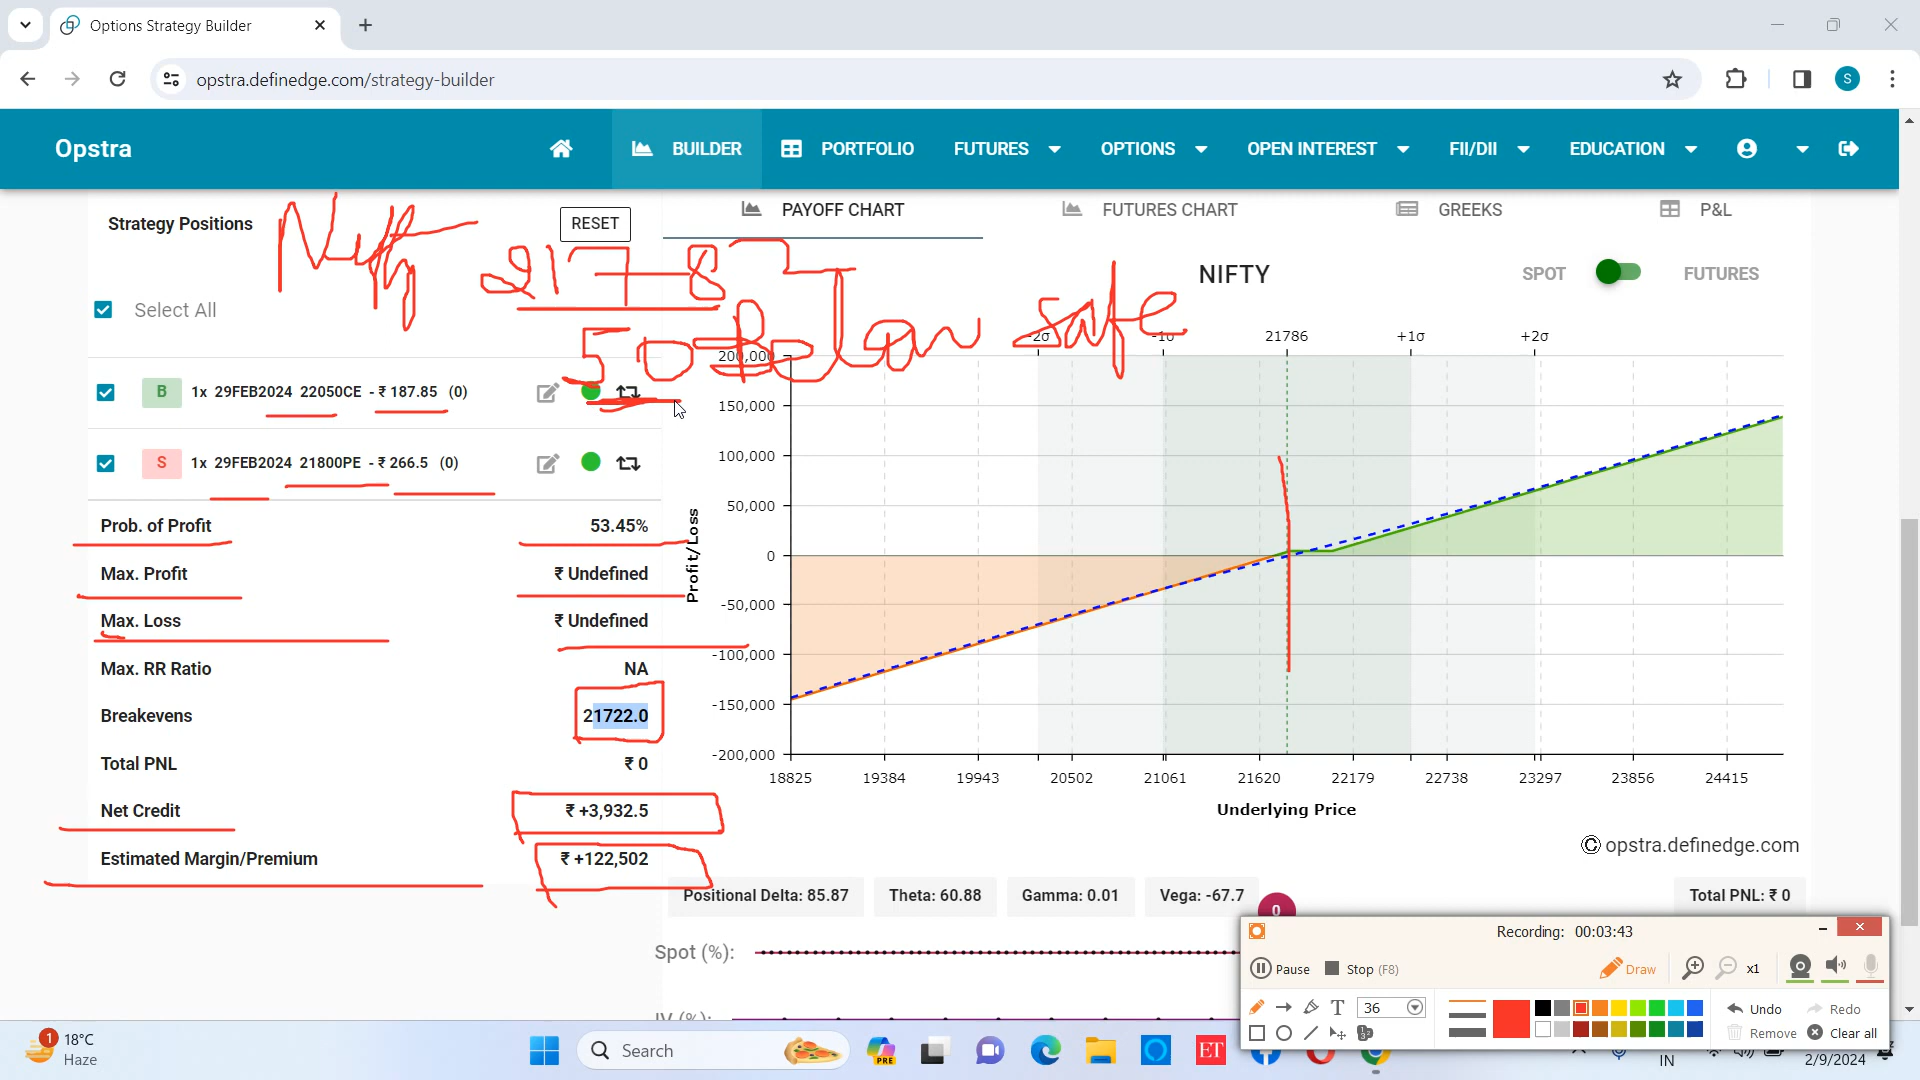 Options Strategy Builder
opstra.definedge.com/strategy-builder
S
Opstra
BUILDER
PORTFOLIO
FUTURES
OPTIONS
OPEN INTEREST
FII/DII
EDUCATION
Strategy Positions
RESET
Nifty 21782
50 Below safe
PAYOFF CHART
FUTURES CHART
GREEKS
P&L
NIFTY
SPOT
FUTURES
Select All
B 1x 29FEB2024 22050CE - ₹ 187.85 (0)
S 1x 29FEB2024 21800PE - ₹ 266.5 (0)
Prob. of Profit 53.45%
Max. Profit ₹ Undefined
Max. Loss ₹ Undefined
Max. RR Ratio NA
Breakevens 21722.0
Total PNL ₹ 0
Net Credit ₹ +3,932.5
Estimated Margin/Premium ₹ +122,502
-2σ -1σ 21786 +1σ +2σ
200,000
150,000
100,000
50,000
0
-50,000
-100,000
-150,000
-200,000
Profit/Loss
18825 19384 19943 20502 21061 21620 22179 22738 23297 23856 24415
Underlying Price
© opstra.definedge.com
Positional Delta: 85.87
Theta: 60.88
Gamma: 0.01
Vega: -67.7
Total PNL: ₹ 0
0
Spot (%):
IV (%):
Recording: 00:03:43
Pause
Stop (F8)
Draw
x1
T
36
Undo
Redo
Remove
Clear all
1
18°C
Haze
Search
PRE
ET
IN
2/9/2024